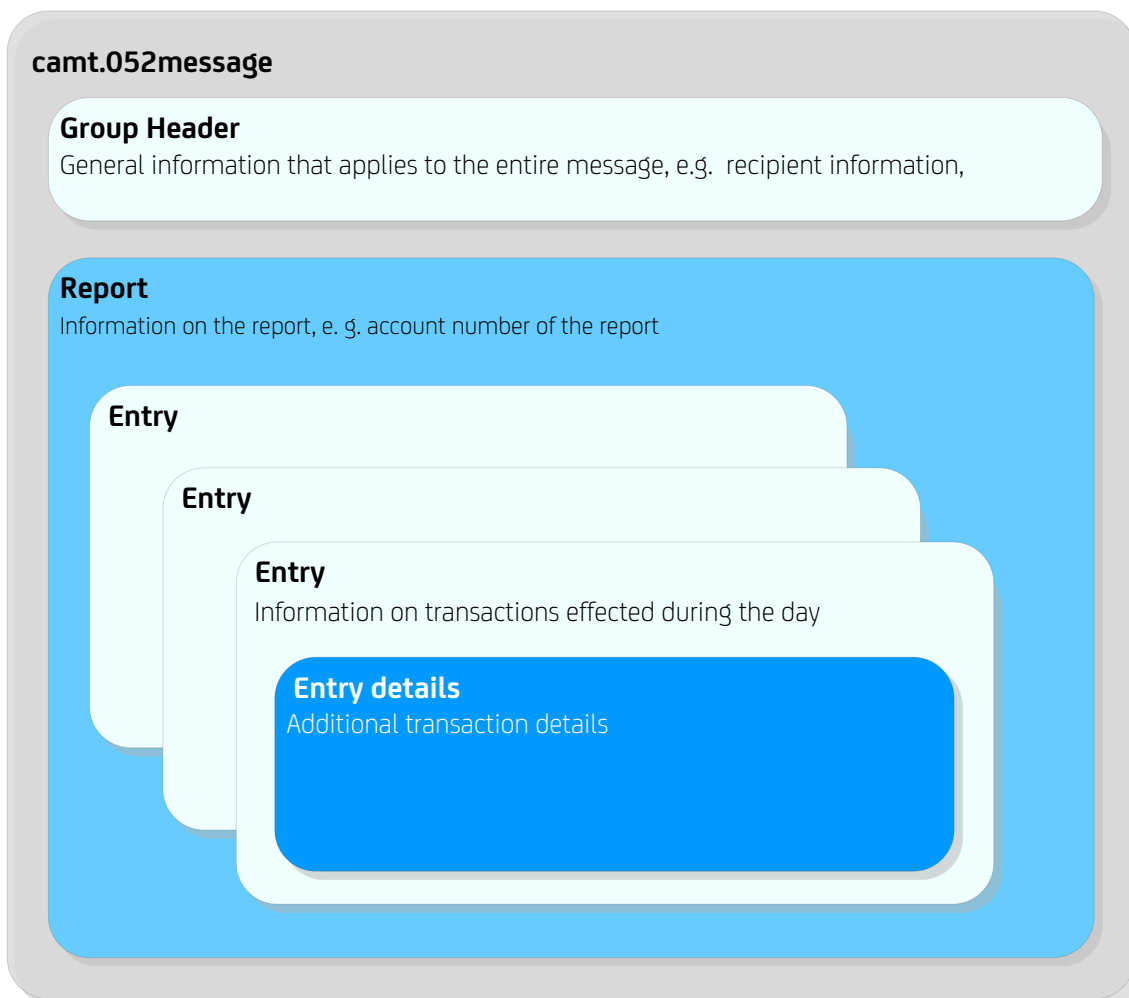 camt.052message
Group Header
General information that applies to the entire message, e.g. recipient information,
Report
Information on the report, e. g. account number of the report
Entry
Entry
Entry
Information on transactions effected during the day
Entry details
Additional transaction details